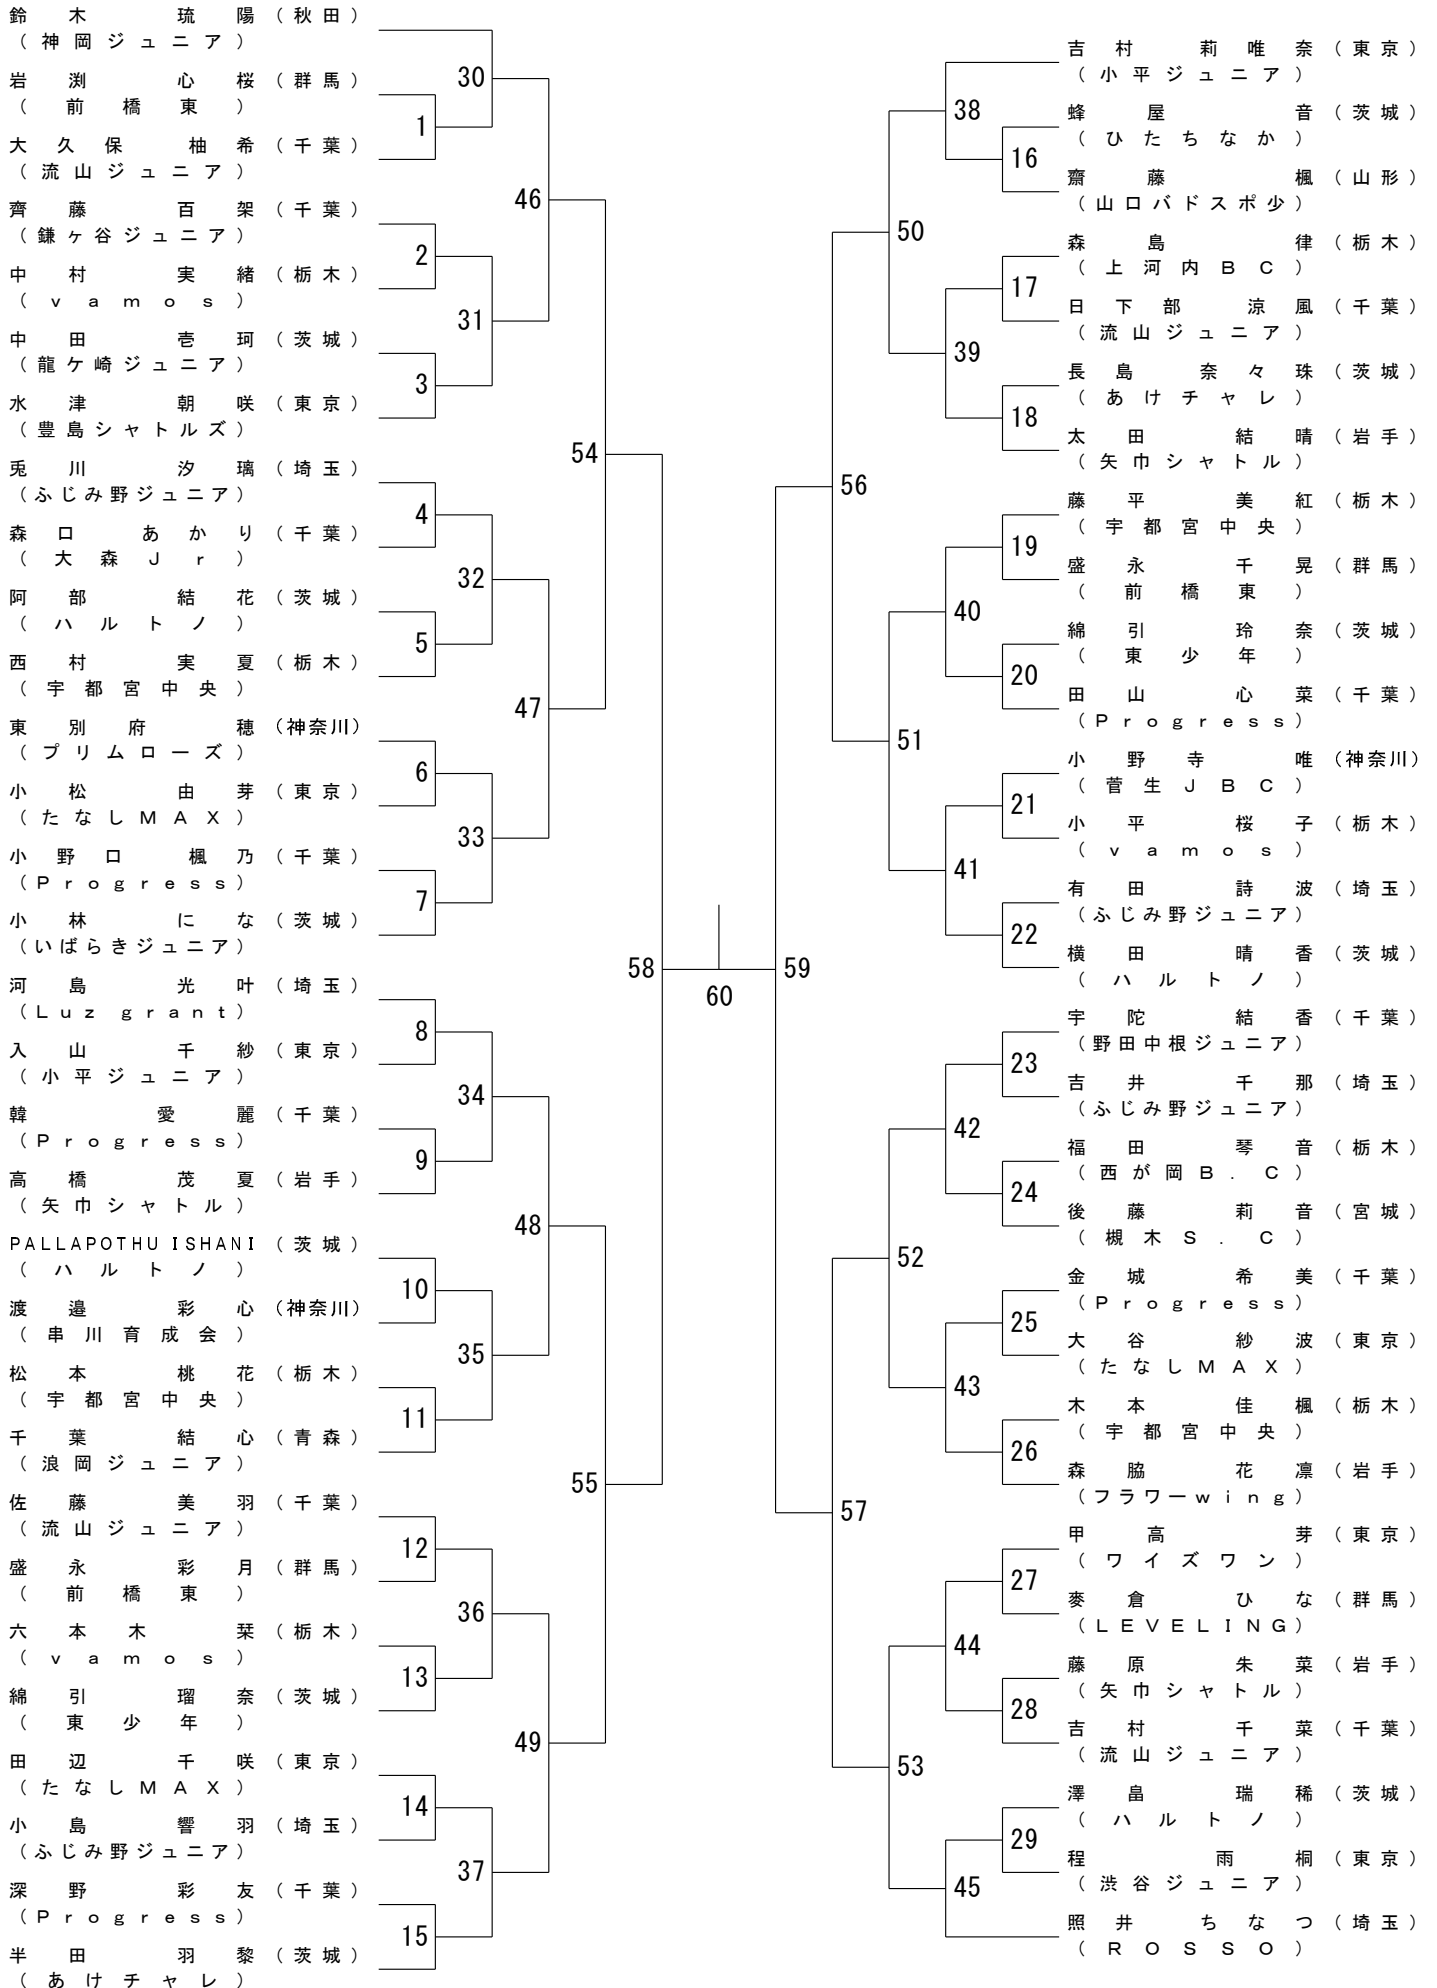 鈴木 琉陽（秋田）
（神岡ジュニア）
岩渕 心桜（群馬）
（前橋東）
大久保 柚希（千葉）
（流山ジュニア）
齊藤 百架（千葉）
（鎌ヶ谷ジュニア）
中村 実緒（栃木）
（ｖａｍｏｓ）
中田 壱珂（茨城）
（龍ケ崎ジュニア）
水津 朝咲（東京）
（豊島シャトルズ）
兎川 汐璃（埼玉）
（ふじみ野ジュニア）
森口 あかり（千葉）
（大森Ｊｒ）
阿部 結花（茨城）
（ハルトノ）
西村 実夏（栃木）
（宇都宮中央）
東別府 穂（神奈川）
（プリムローズ）
小松 由芽（東京）
（たなしＭＡＸ）
小野口 楓乃（千葉）
（Ｐｒｏｇｒｅｓｓ）
小林 にな（茨城）
（いばらきジュニア）
河島 光叶（埼玉）
（Ｌｕｚ ｇｒａｎｔ）
入山 千紗（東京）
（小平ジュニア）
韓 愛麗（千葉）
（Ｐｒｏｇｒｅｓｓ）
高橋 茂夏（岩手）
（矢巾シャトル）
PALLAPOTHU ISHANI（茨城）
（ハルトノ）
渡邉 彩心（神奈川）
（串川育成会）
松本 桃花（栃木）
（宇都宮中央）
千葉 結心（青森）
（浪岡ジュニア）
佐藤 美羽（千葉）
（流山ジュニア）
盛永 彩月（群馬）
（前橋東）
六本木 栞（栃木）
（ｖａｍｏｓ）
綿引 瑠奈（茨城）
（東少年）
田辺 千咲（東京）
（たなしＭＡＸ）
小島 響羽（埼玉）
（ふじみ野ジュニア）
深野 彩友（千葉）
（Ｐｒｏｇｒｅｓｓ）
半田 羽黎（茨城）
（あけチャレ）
1
2
3
4
5
6
7
8
9
10
11
12
13
14
15
30
31
32
33
34
35
36
37
46
47
48
49
54
55
58
60
59
56
57
50
51
52
53
38
39
40
41
42
43
44
45
16
17
18
19
20
21
22
23
24
25
26
27
28
29
吉村 莉唯奈（東京）
（小平ジュニア）
蜂屋 音（茨城）
（ひたちなか）
齋藤 楓（山形）
（山口バドスポ少）
森島 律（栃木）
（上河内ＢＣ）
日下部 涼風（千葉）
（流山ジュニア）
長島 奈々珠（茨城）
（あけチャレ）
太田 結晴（岩手）
（矢巾シャトル）
藤平 美紅（栃木）
（宇都宮中央）
盛永 千晃（群馬）
（前橋東）
綿引 玲奈（茨城）
（東少年）
田山 心菜（千葉）
（Ｐｒｏｇｒｅｓｓ）
小野寺 唯（神奈川）
（菅生ＪＢＣ）
小平 桜子（栃木）
（ｖａｍｏｓ）
有田 詩波（埼玉）
（ふじみ野ジュニア）
横田 晴香（茨城）
（ハルトノ）
宇陀 結香（千葉）
（野田中根ジュニア）
吉井 千那（埼玉）
（ふじみ野ジュニア）
福田 琴音（栃木）
（西が岡Ｂ．Ｃ）
後藤 莉音（宮城）
（槻木Ｓ．Ｃ）
金城 希美（千葉）
（Ｐｒｏｇｒｅｓｓ）
大谷 紗波（東京）
（たなしＭＡＸ）
木本 佳楓（栃木）
（宇都宮中央）
森脇 花凛（岩手）
（フラワーｗｉｎｇ）
甲高 芽（東京）
（ワイズワン）
麥倉 ひな（群馬）
（ＬＥＶＥＬＩＮＧ）
藤原 朱菜（岩手）
（矢巾シャトル）
吉村 千菜（千葉）
（流山ジュニア）
澤畠 瑞稀（茨城）
（ハルトノ）
程 雨桐（東京）
（渋谷ジュニア）
照井 ちなつ（埼玉）
（ＲＯＳＳＯ）